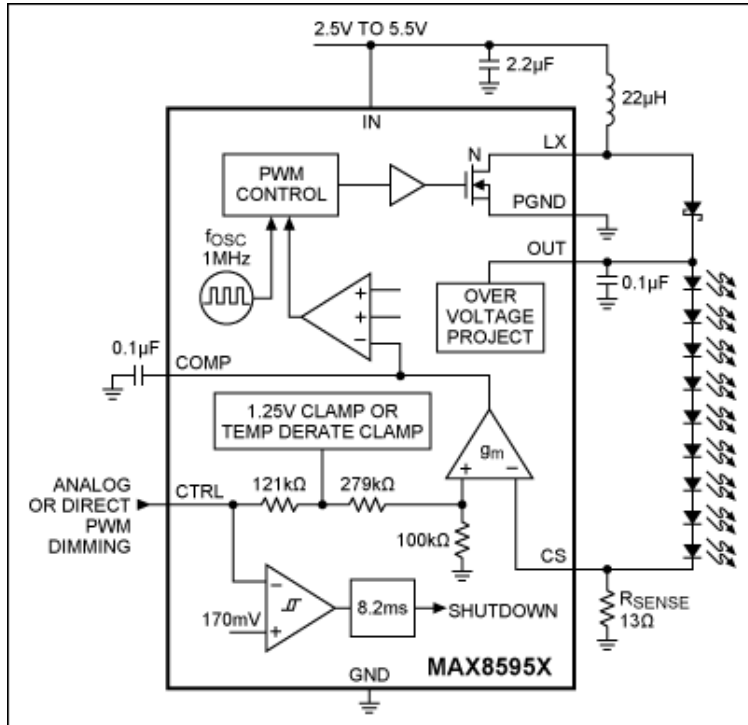 2.5V TO 5.5V
2.2µF
22µH
IN
LX
N
PWM
CONTROL
PGND
fOSC
1MHz
OUT
OVER
VOLTAGE
PROJECT
0.1µF
+
+
−
0.1µF
COMP
1.25V CLAMP OR
TEMP DERATE CLAMP
gm
+
−
ANALOG
OR DIRECT
PWM
DIMMING
CTRL
121kΩ
279kΩ
100kΩ
CS
−
+
170mV
8.2ms
SHUTDOWN
RSENSE
13Ω
GND
MAX8595X